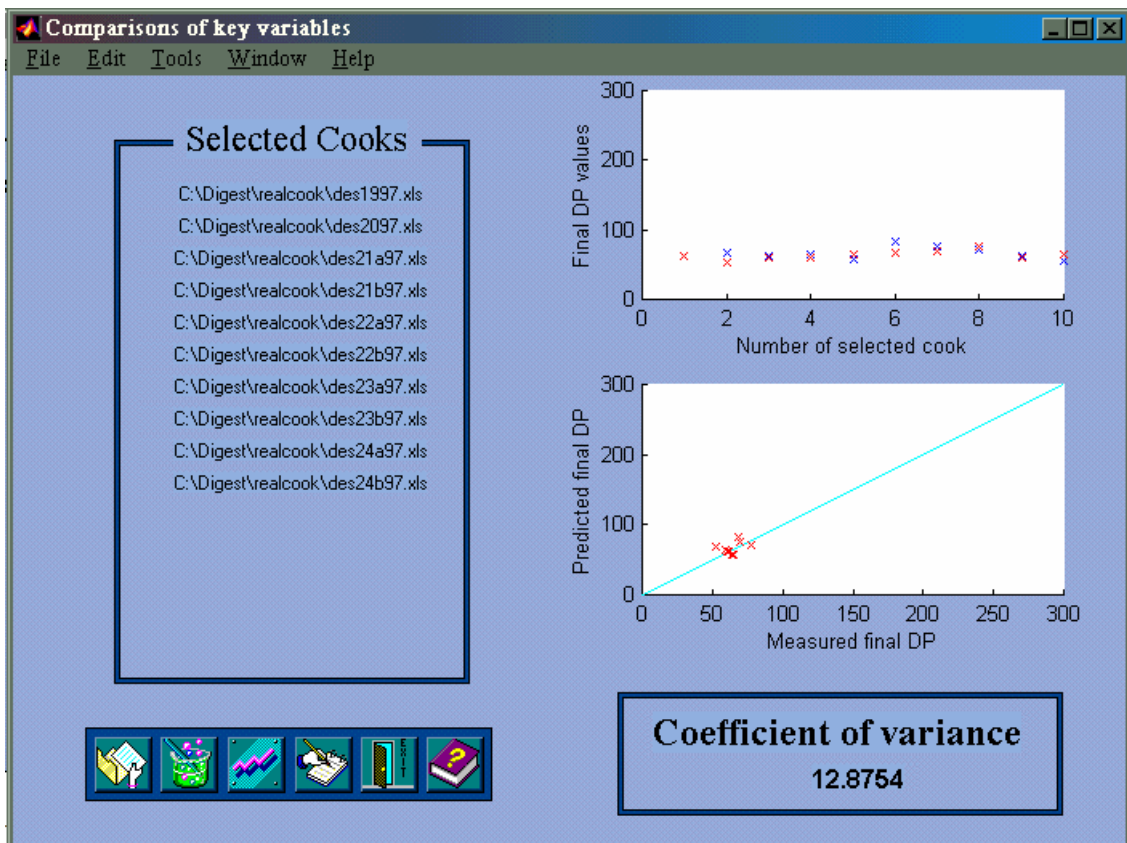 Comparisons of key variables
File Edit Tools Window Help
Selected Cooks
C:\Digest\realcook\des1997.xls
C:\Digest\realcook\des2097.xls
C:\Digest\realcook\des21a97.xls
C:\Digest\realcook\des21b97.xls
C:\Digest\realcook\des22a97.xls
C:\Digest\realcook\des22b97.xls
C:\Digest\realcook\des23a97.xls
C:\Digest\realcook\des23b97.xls
C:\Digest\realcook\des24a97.xls
C:\Digest\realcook\des24b97.xls
EXIT
?
Final DP values
300
200
100
0
0 2 4 6 8 10
Number of selected cook
Predicted final DP
300
200
100
0
0 50 100 150 200 250 300
Measured final DP
Coefficient of variance
12.8754